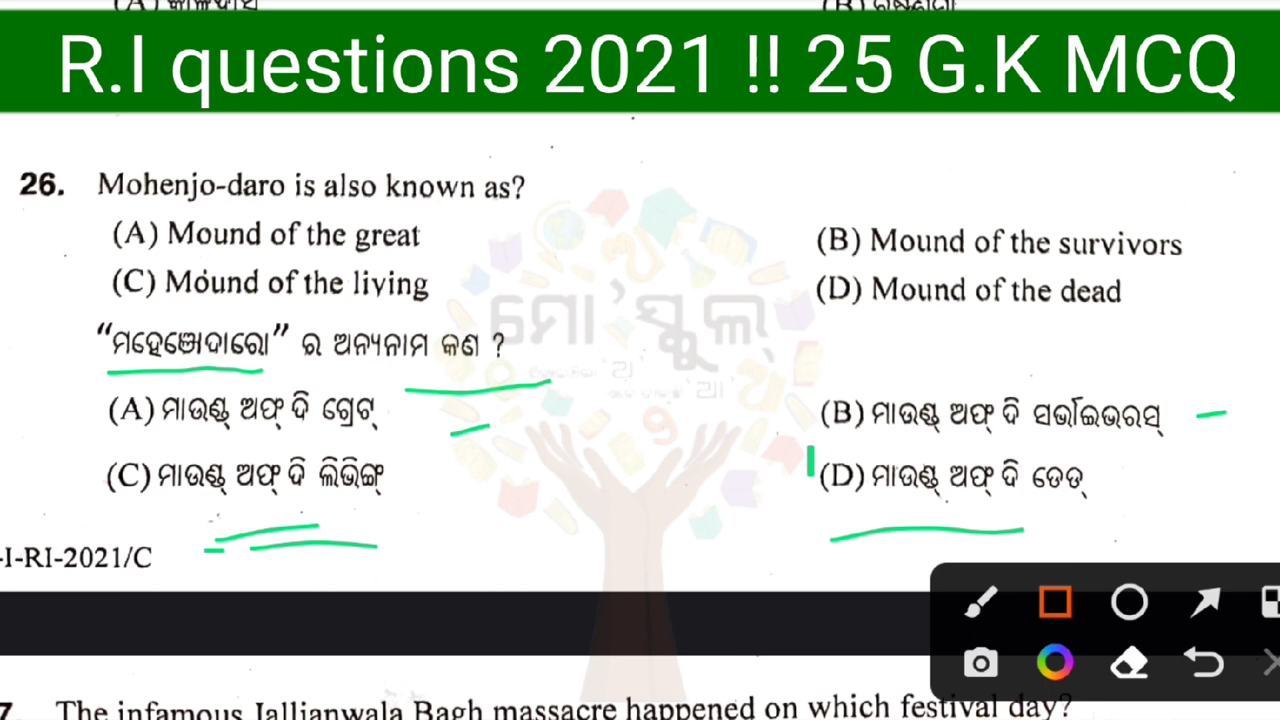 (A) କାଳିଦାସ
R.I questions 2021 !! 25 G.K MCQ
26. Mohenjo-daro is also known as?
(A) Mound of the great
(B) Mound of the survivors
(C) Mound of the living
(D) Mound of the dead
“ମହେଞ୍ଜେଦାରୋ” ର ଅନ୍ୟନାମ କଣ ?
(A) ମାଉଣ୍ଡ୍ ଅଫ୍ ଦି ଗ୍ରେଟ୍
(B) ମାଉଣ୍ଡ୍ ଅଫ୍ ଦି ସର୍ଭାଇଭରସ୍
(C) ମାଉଣ୍ଡ୍ ଅଫ୍ ଦି ଲିଭିଙ୍ଗ୍
(D) ମାଉଣ୍ଡ୍ ଅଫ୍ ଦି ଡେଡ୍
-I-RI-2021/C
ମୋ'ସ୍କୁଲ
The infamous Jallianwala Bagh massacre happened on which festival day?